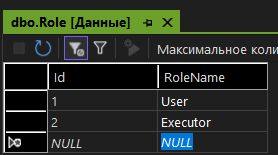 dbo.Role [Данные]
Максимальное коли
Id RoleName
1 User
2 Executor
NULL NULL